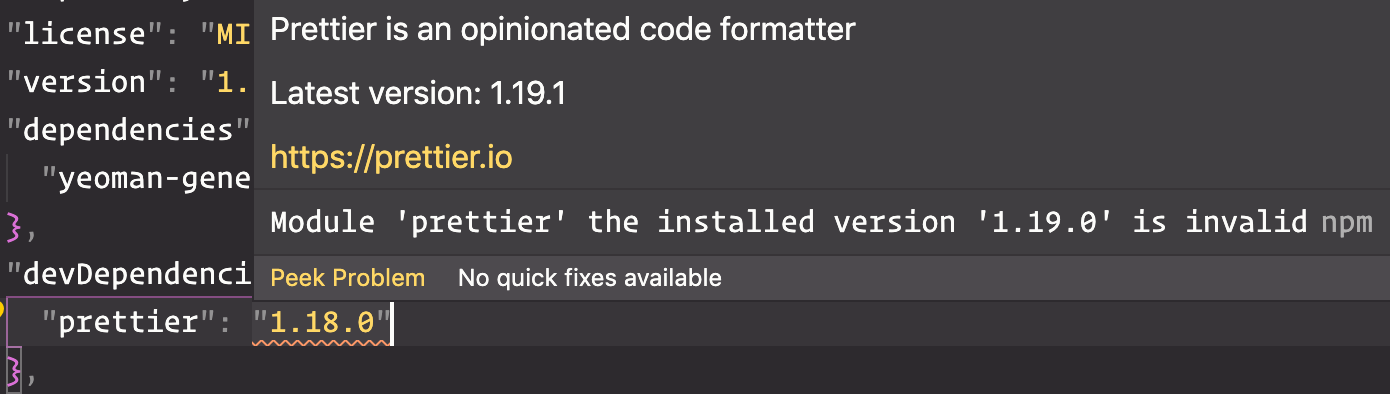 "license": "MI
Prettier is an opinionated code formatter
"version": "1.
Latest version: 1.19.1
"dependencies"
https://prettier.io
"yeoman-gene
Module 'prettier' the installed version '1.19.0' is invalid npm
},
"devDependenci
Peek Problem No quick fixes available
"prettier": "1.18.0"
},